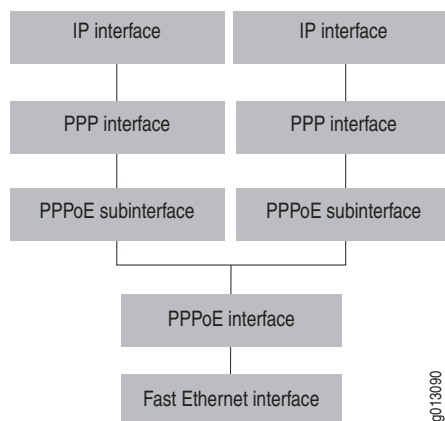 IP interface
IP interface
PPP interface
PPP interface
PPPoE subinterface
PPPoE subinterface
PPPoE interface
Fast Ethernet interface
g013090